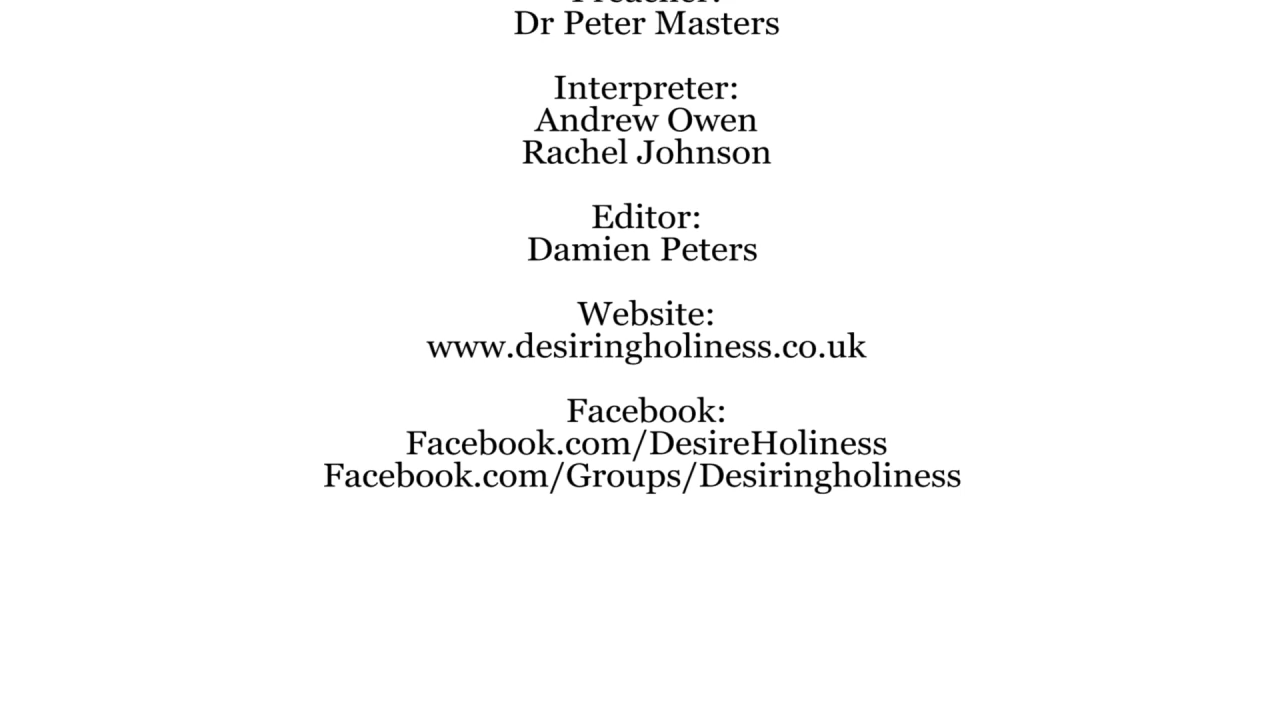 Preacher:
Dr Peter Masters
Interpreter:
Andrew Owen
Rachel Johnson
Editor:
Damien Peters
Website:
www.desiringholiness.co.uk
Facebook:
Facebook.com/DesireHoliness
Facebook.com/Groups/Desiringholiness